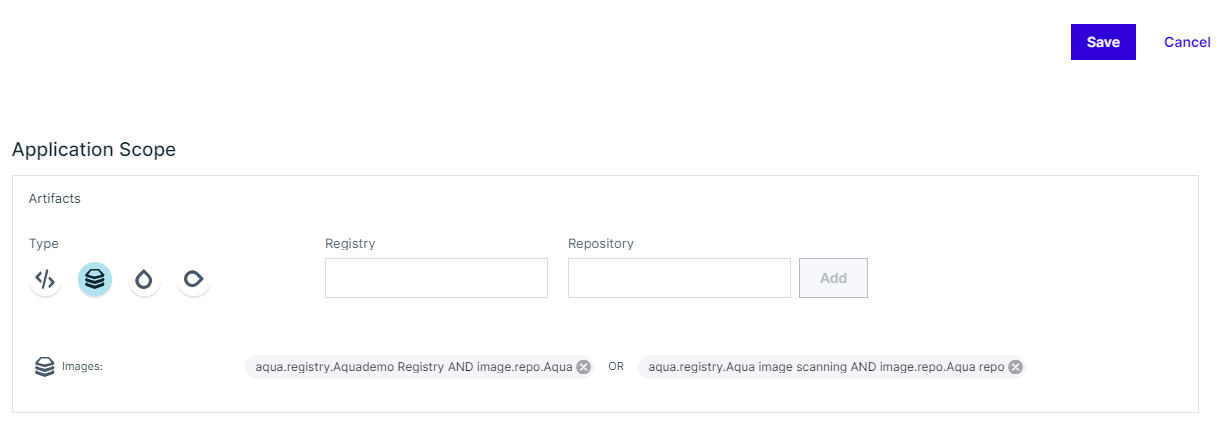 Save Cancel
Application Scope
Artifacts
Type Registry Repository
Add
Images: aqua.registry.Aquademo Registry AND image.repo.Aqua OR aqua.registry.Aqua image scanning AND image.repo.Aqua repo